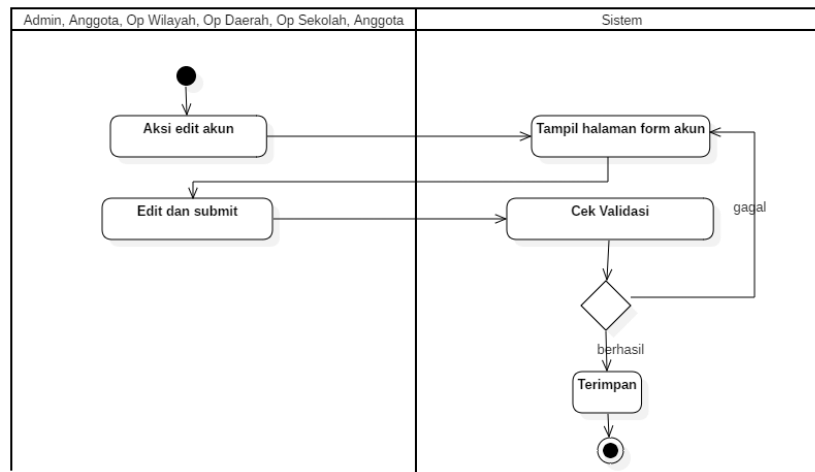 Admin, Anggota, Op Wilayah, Op Daerah, Op Sekolah, Anggota
Sistem
Aksi edit akun
Tampil halaman form akun
Edit dan submit
Cek Validasi
gagal
berhasil
Terimpan